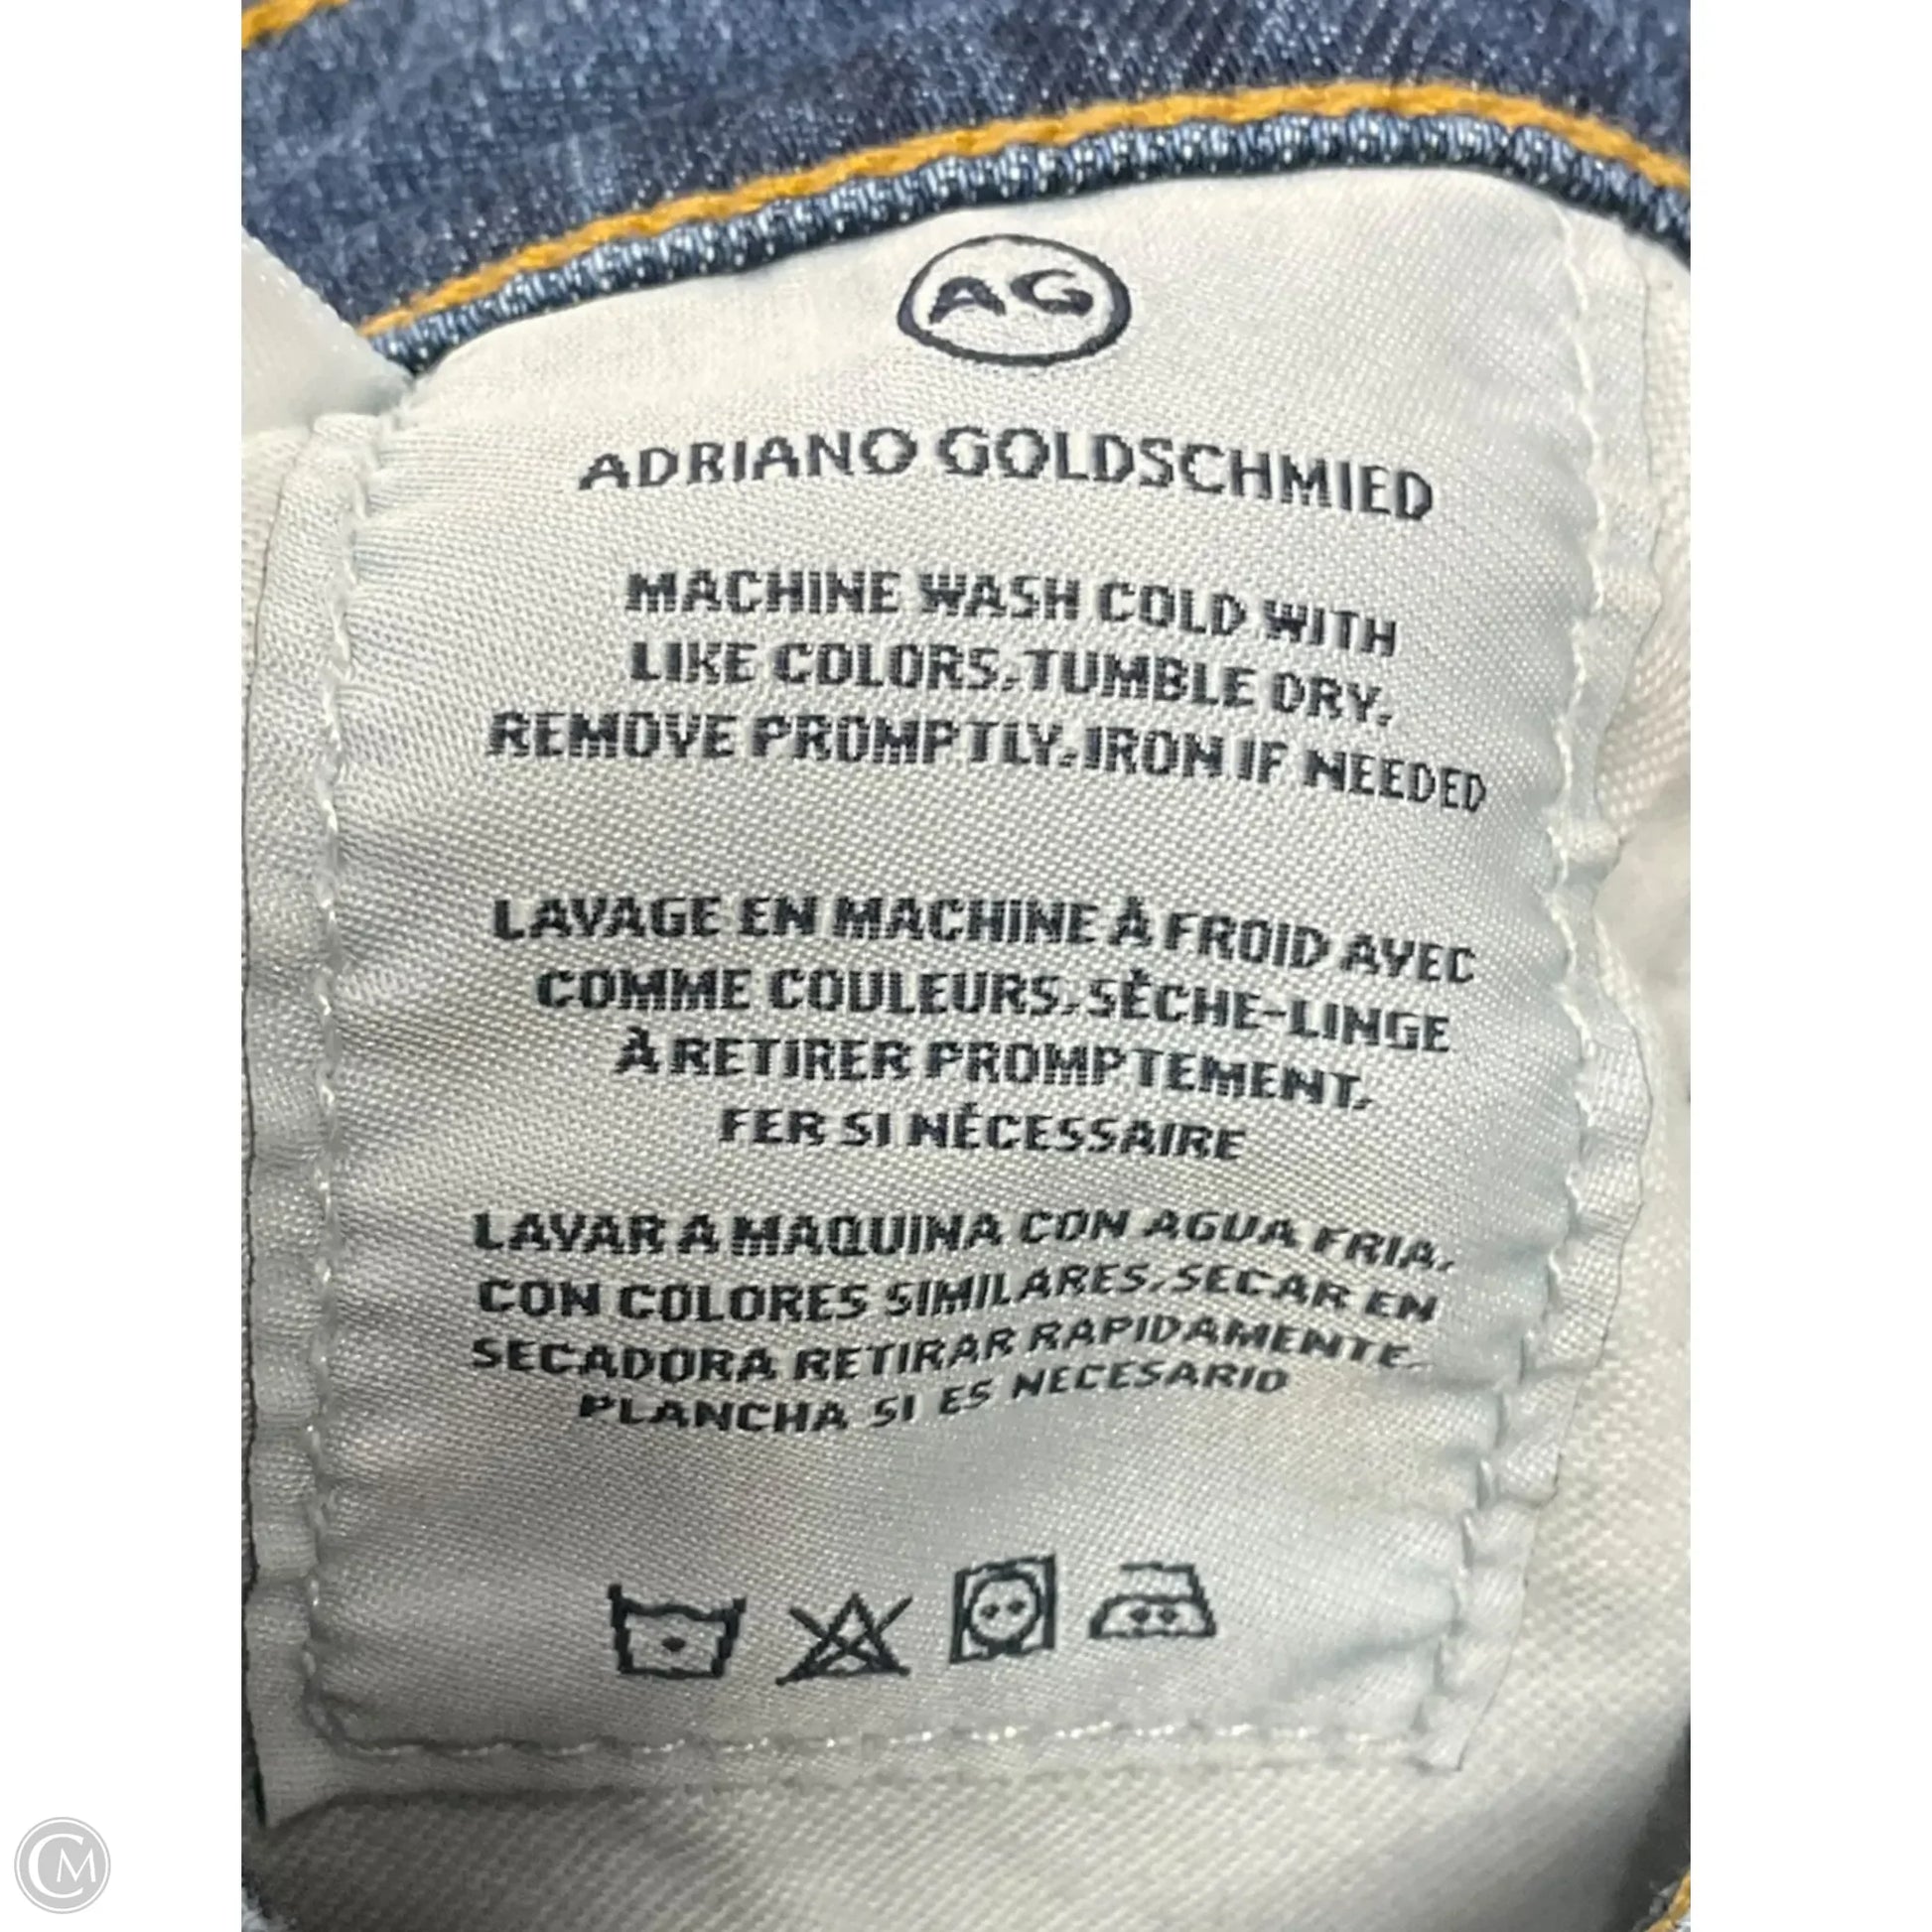 AG
ADRIANO GOLDSCHMIED
MACHINE WASH COLD WITH
LIKE COLORS, TUMBLE DRY,
REMOVE PROMPTLY, IRON IF NEEDED
LAVAGE EN MACHINE À FROID AVEC
COMME COULEURS, SÈCHE-LINGE
À RETIRER PROMPTEMENT,
FER SI NÉCESSAIRE
LAVAR A MAQUINA CON AGUA FRIA,
CON COLORES SIMILARES, SECAR EN
SECADORA RETIRAR RAPIDAMENTE,
PLANCHA SI ES NECESARIO
CM